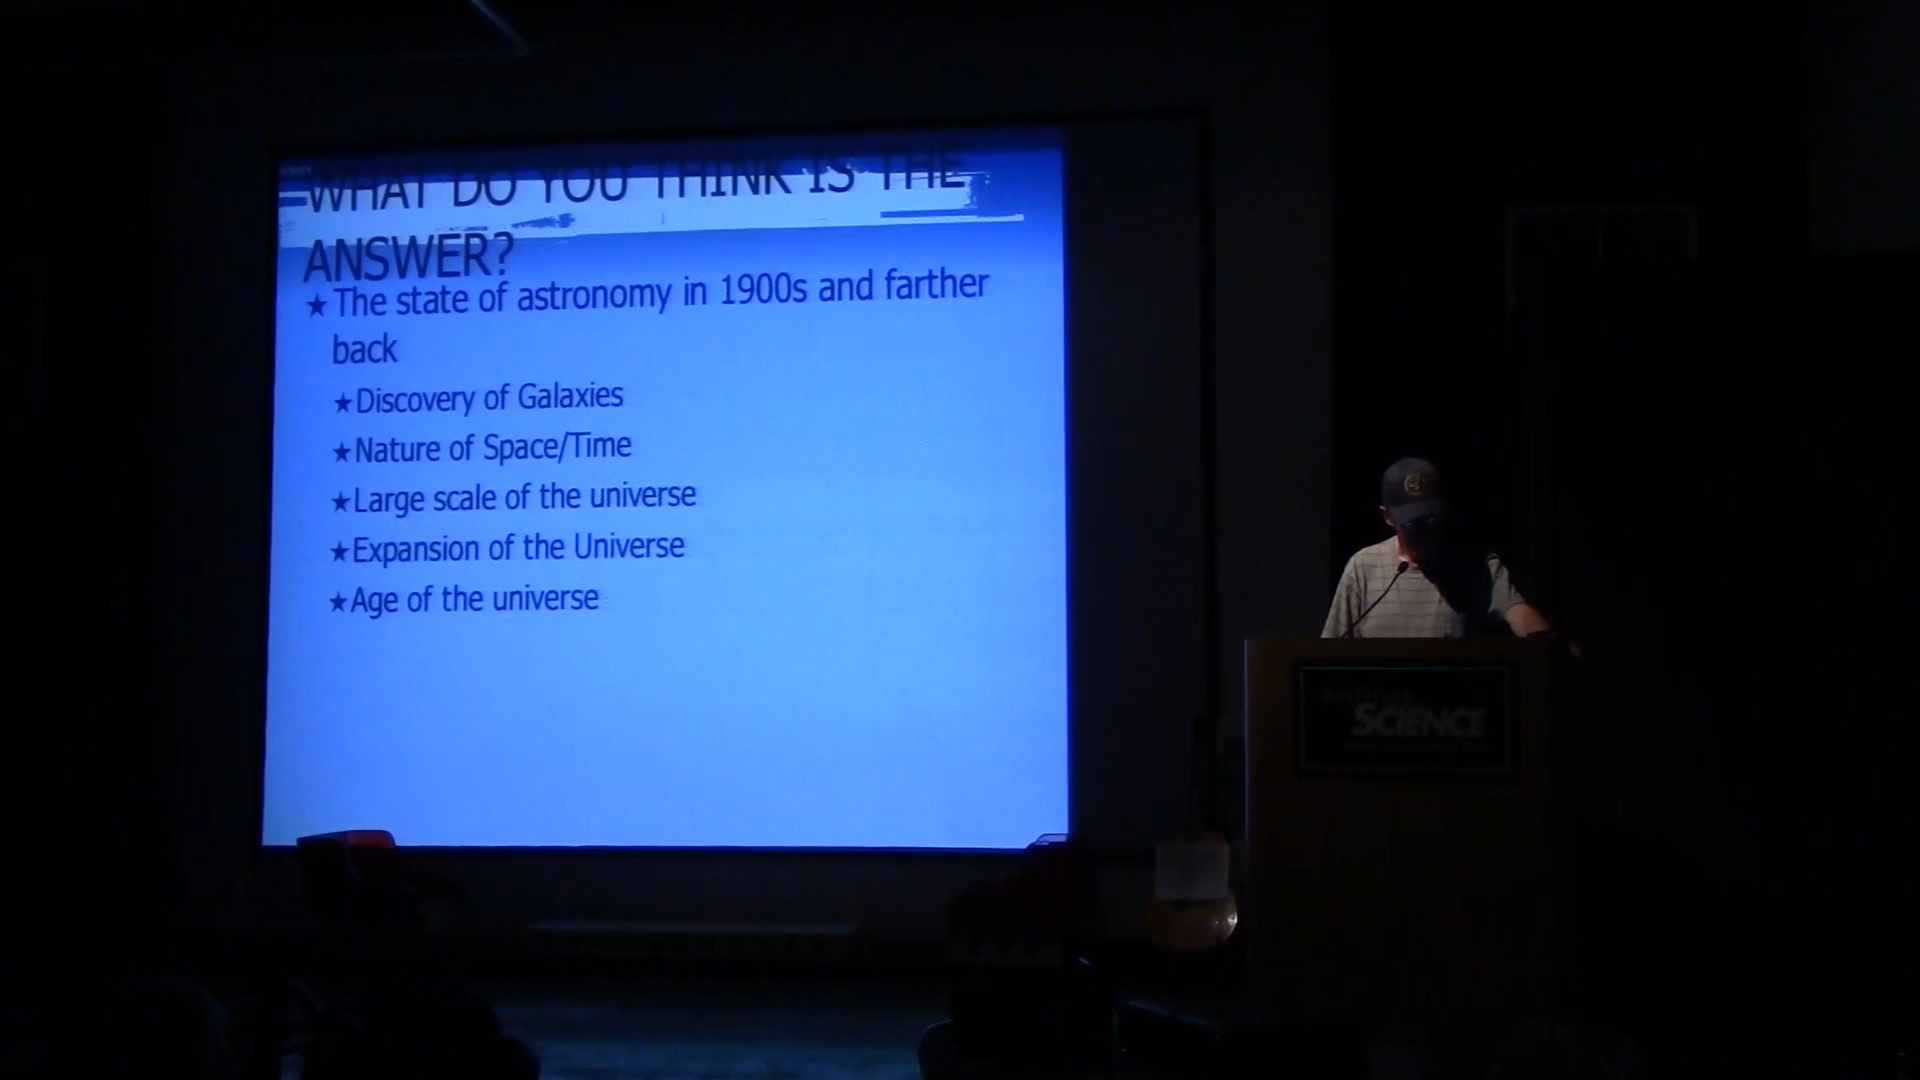 WHAT DO YOU THINK IS THE
ANSWER?
★ The state of astronomy in 1900s and farther
back
★ Discovery of Galaxies
★ Nature of Space/Time
★ Large scale of the universe
★ Expansion of the Universe
★ Age of the universe
SCIENCE